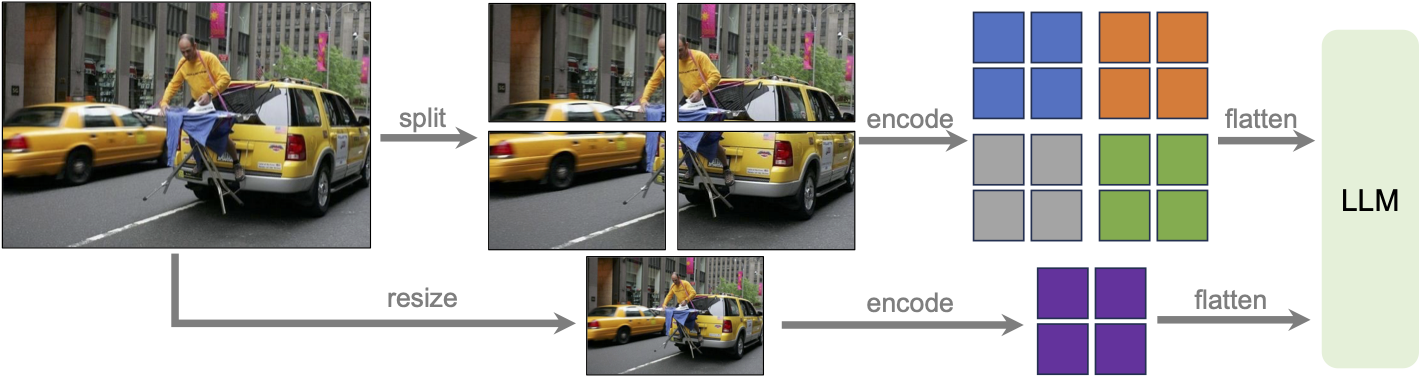 split
encode
flatten
LLM
resize
encode
flatten